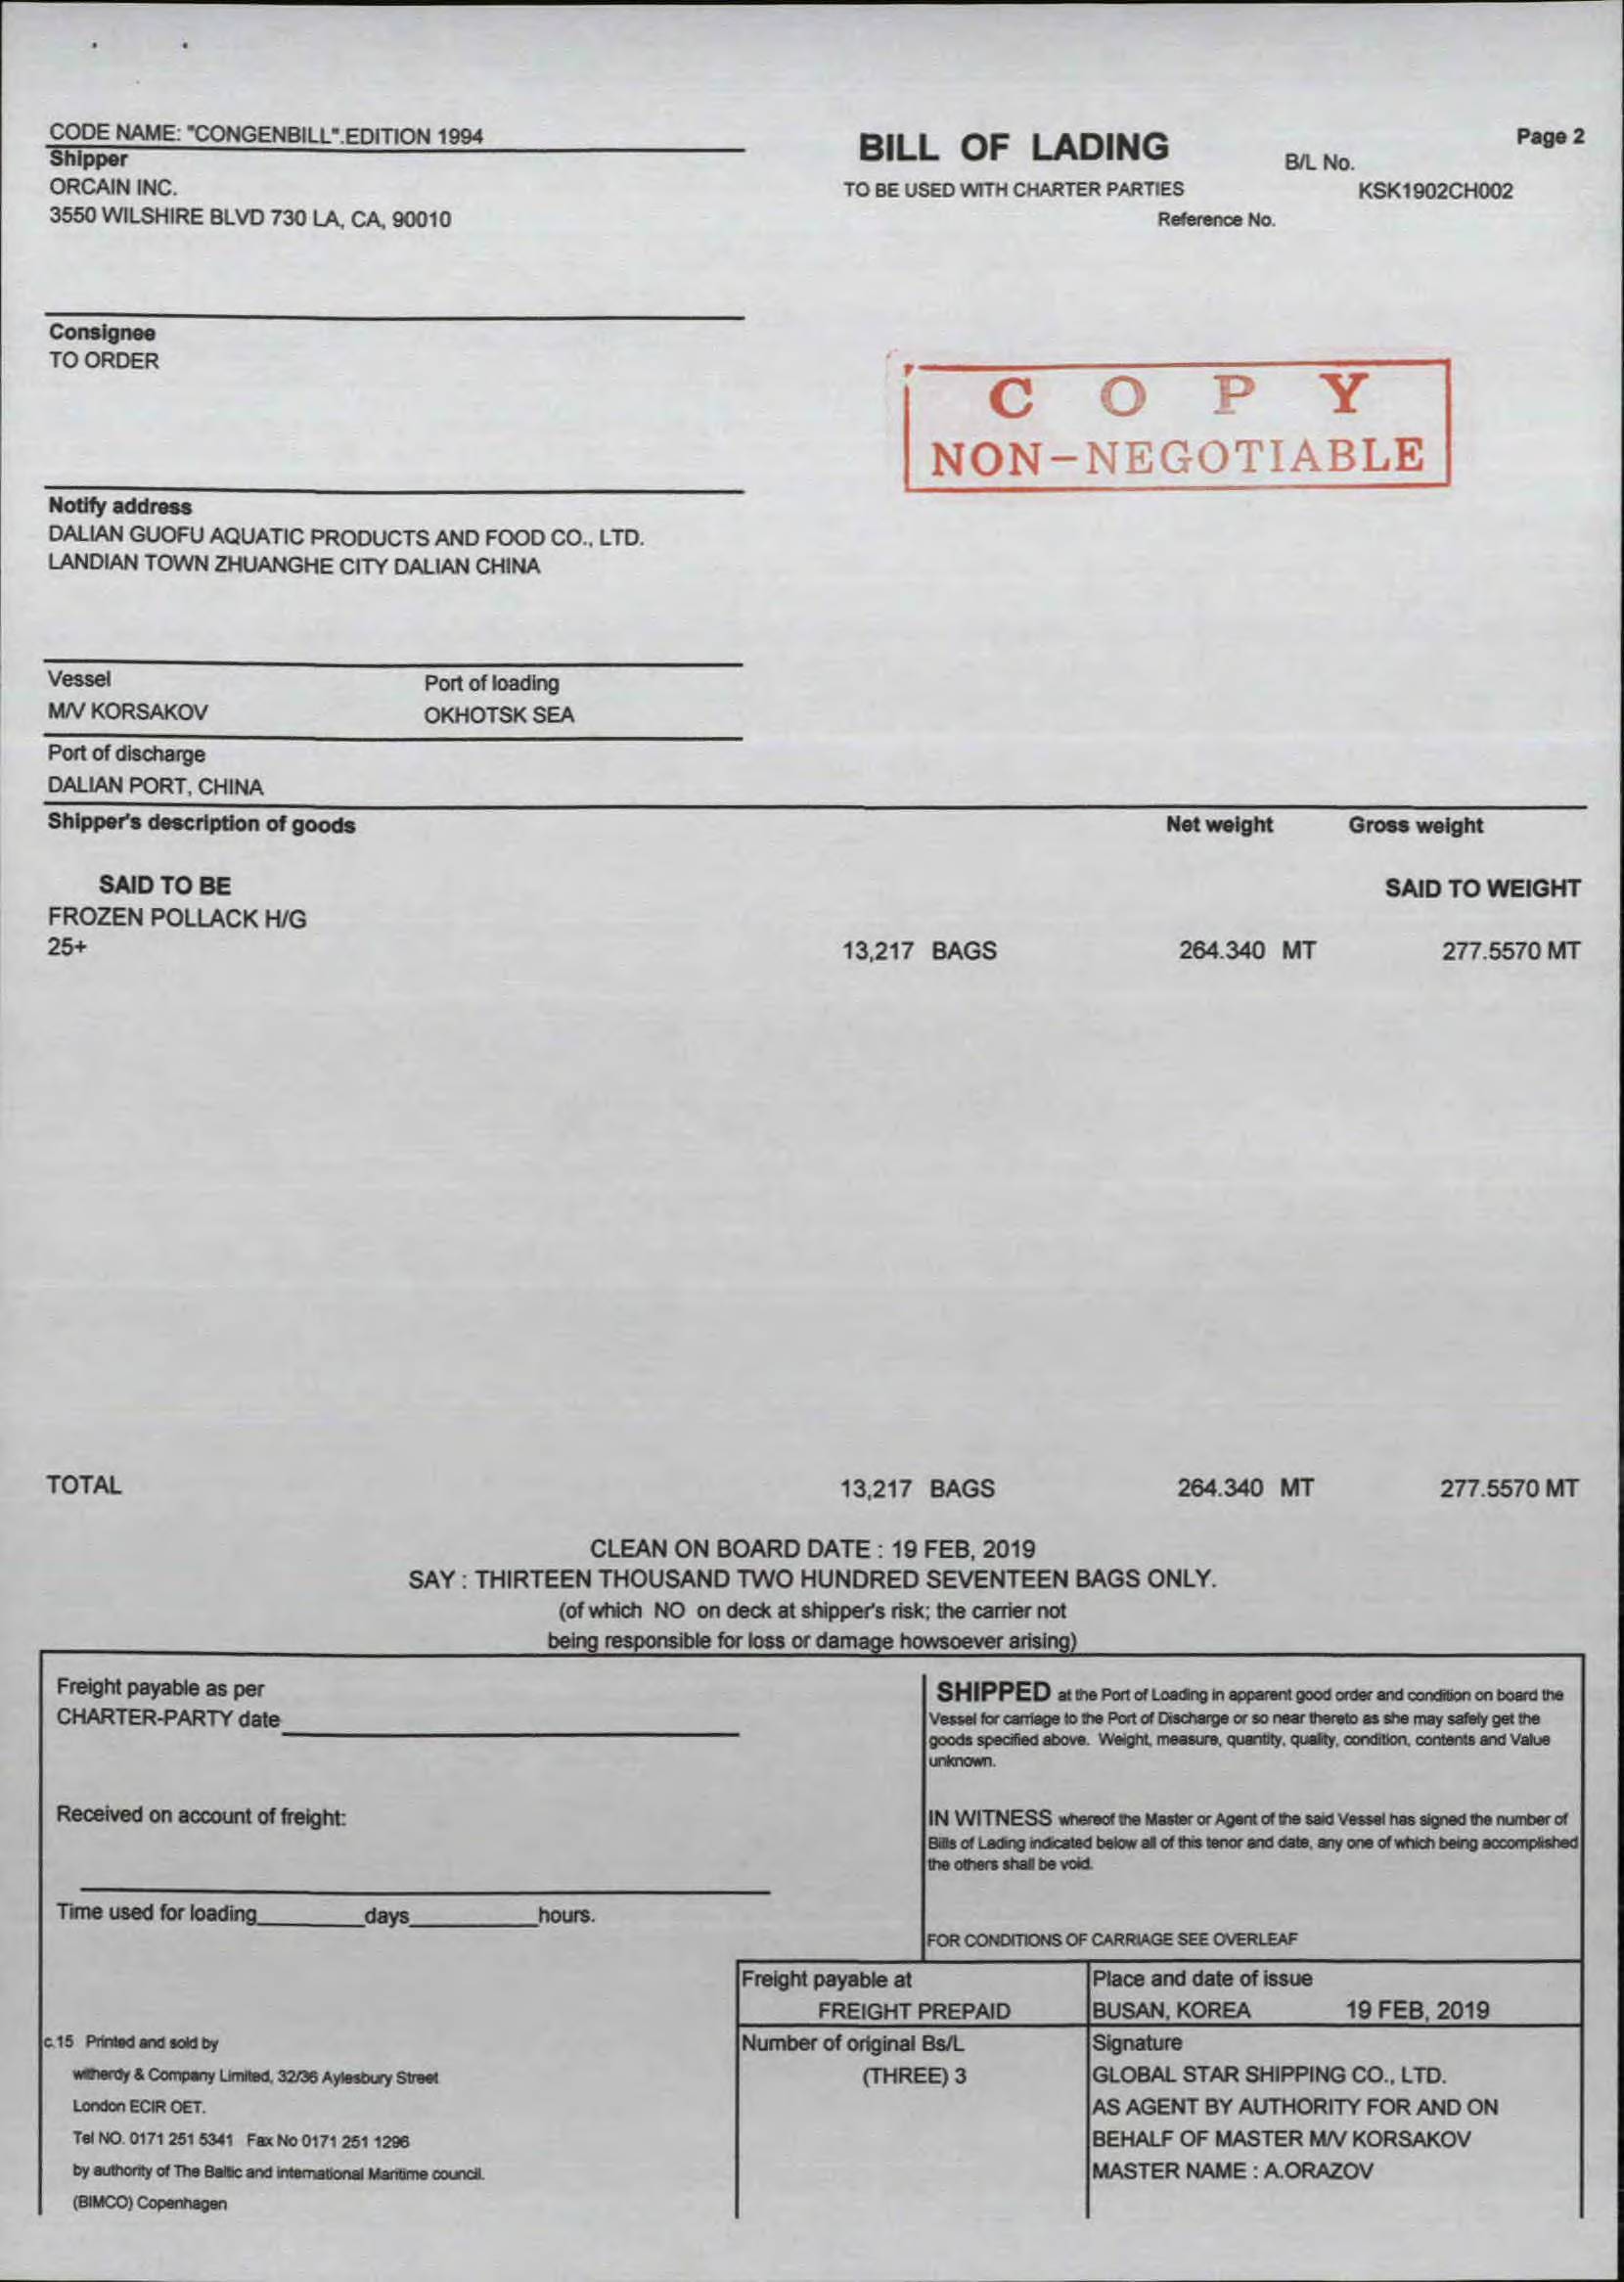 CODE NAME: "CONGENBILL".EDITION 1994
Shipper
ORCAIN INC.
3550 WILSHIRE BLVD 730 LA, CA, 90010
BILL OF LADING
TO BE USED WITH CHARTER PARTIES
Page 2
B/L No.
KSK1902CH002
Reference No.
Consignee
TO ORDER
COPY
NON-NEGOTIABLE
Notify address
DALIAN GUOFU AQUATIC PRODUCTS AND FOOD CO., LTD.
LANDIAN TOWN ZHUANGHE CITY DALIAN CHINA
Vessel Port of loading
M/V KORSAKOV OKHOTSK SEA
Port of discharge
DALIAN PORT, CHINA
Shipper's description of goods Net weight Gross weight
SAID TO BE SAID TO WEIGHT
FROZEN POLLACK H/G
25+ 13,217 BAGS 264.340 MT 277.5570 MT
TOTAL 13,217 BAGS 264.340 MT 277.5570 MT
CLEAN ON BOARD DATE : 19 FEB, 2019
SAY : THIRTEEN THOUSAND TWO HUNDRED SEVENTEEN BAGS ONLY.
(of which NO on deck at shipper's risk; the carrier not
being responsible for loss or damage howsoever arising)
Freight payable as per
CHARTER-PARTY date
Received on account of freight:
Time used for loading days hours.
SHIPPED at the Port of Loading in apparent good order and condition on board the
Vessel for carriage to the Port of Discharge or so near thereto as she may safely get the
goods specified above. Weight, measure, quantity, quality, condition, contents and Value
unknown.
IN WITNESS whereof the Master or Agent of the said Vessel has signed the number of
Bills of Lading indicated below all of this tenor and date, any one of which being accomplished
the others shall be void.
FOR CONDITIONS OF CARRIAGE SEE OVERLEAF
Freight payable at
FREIGHT PREPAID
Place and date of issue
BUSAN, KOREA 19 FEB, 2019
Number of original Bs/L
(THREE) 3
Signature
GLOBAL STAR SHIPPING CO., LTD.
AS AGENT BY AUTHORITY FOR AND ON
BEHALF OF MASTER M/V KORSAKOV
MASTER NAME : A.ORAZOV
c.15 Printed and sold by
witherdy & Company Limited, 32/36 Aylesbury Street
London ECIR OET.
Tel NO. 0171 251 5341 Fax No 0171 251 1296
by authority of The Baltic and international Maritime council.
(BIMCO) Copenhagen